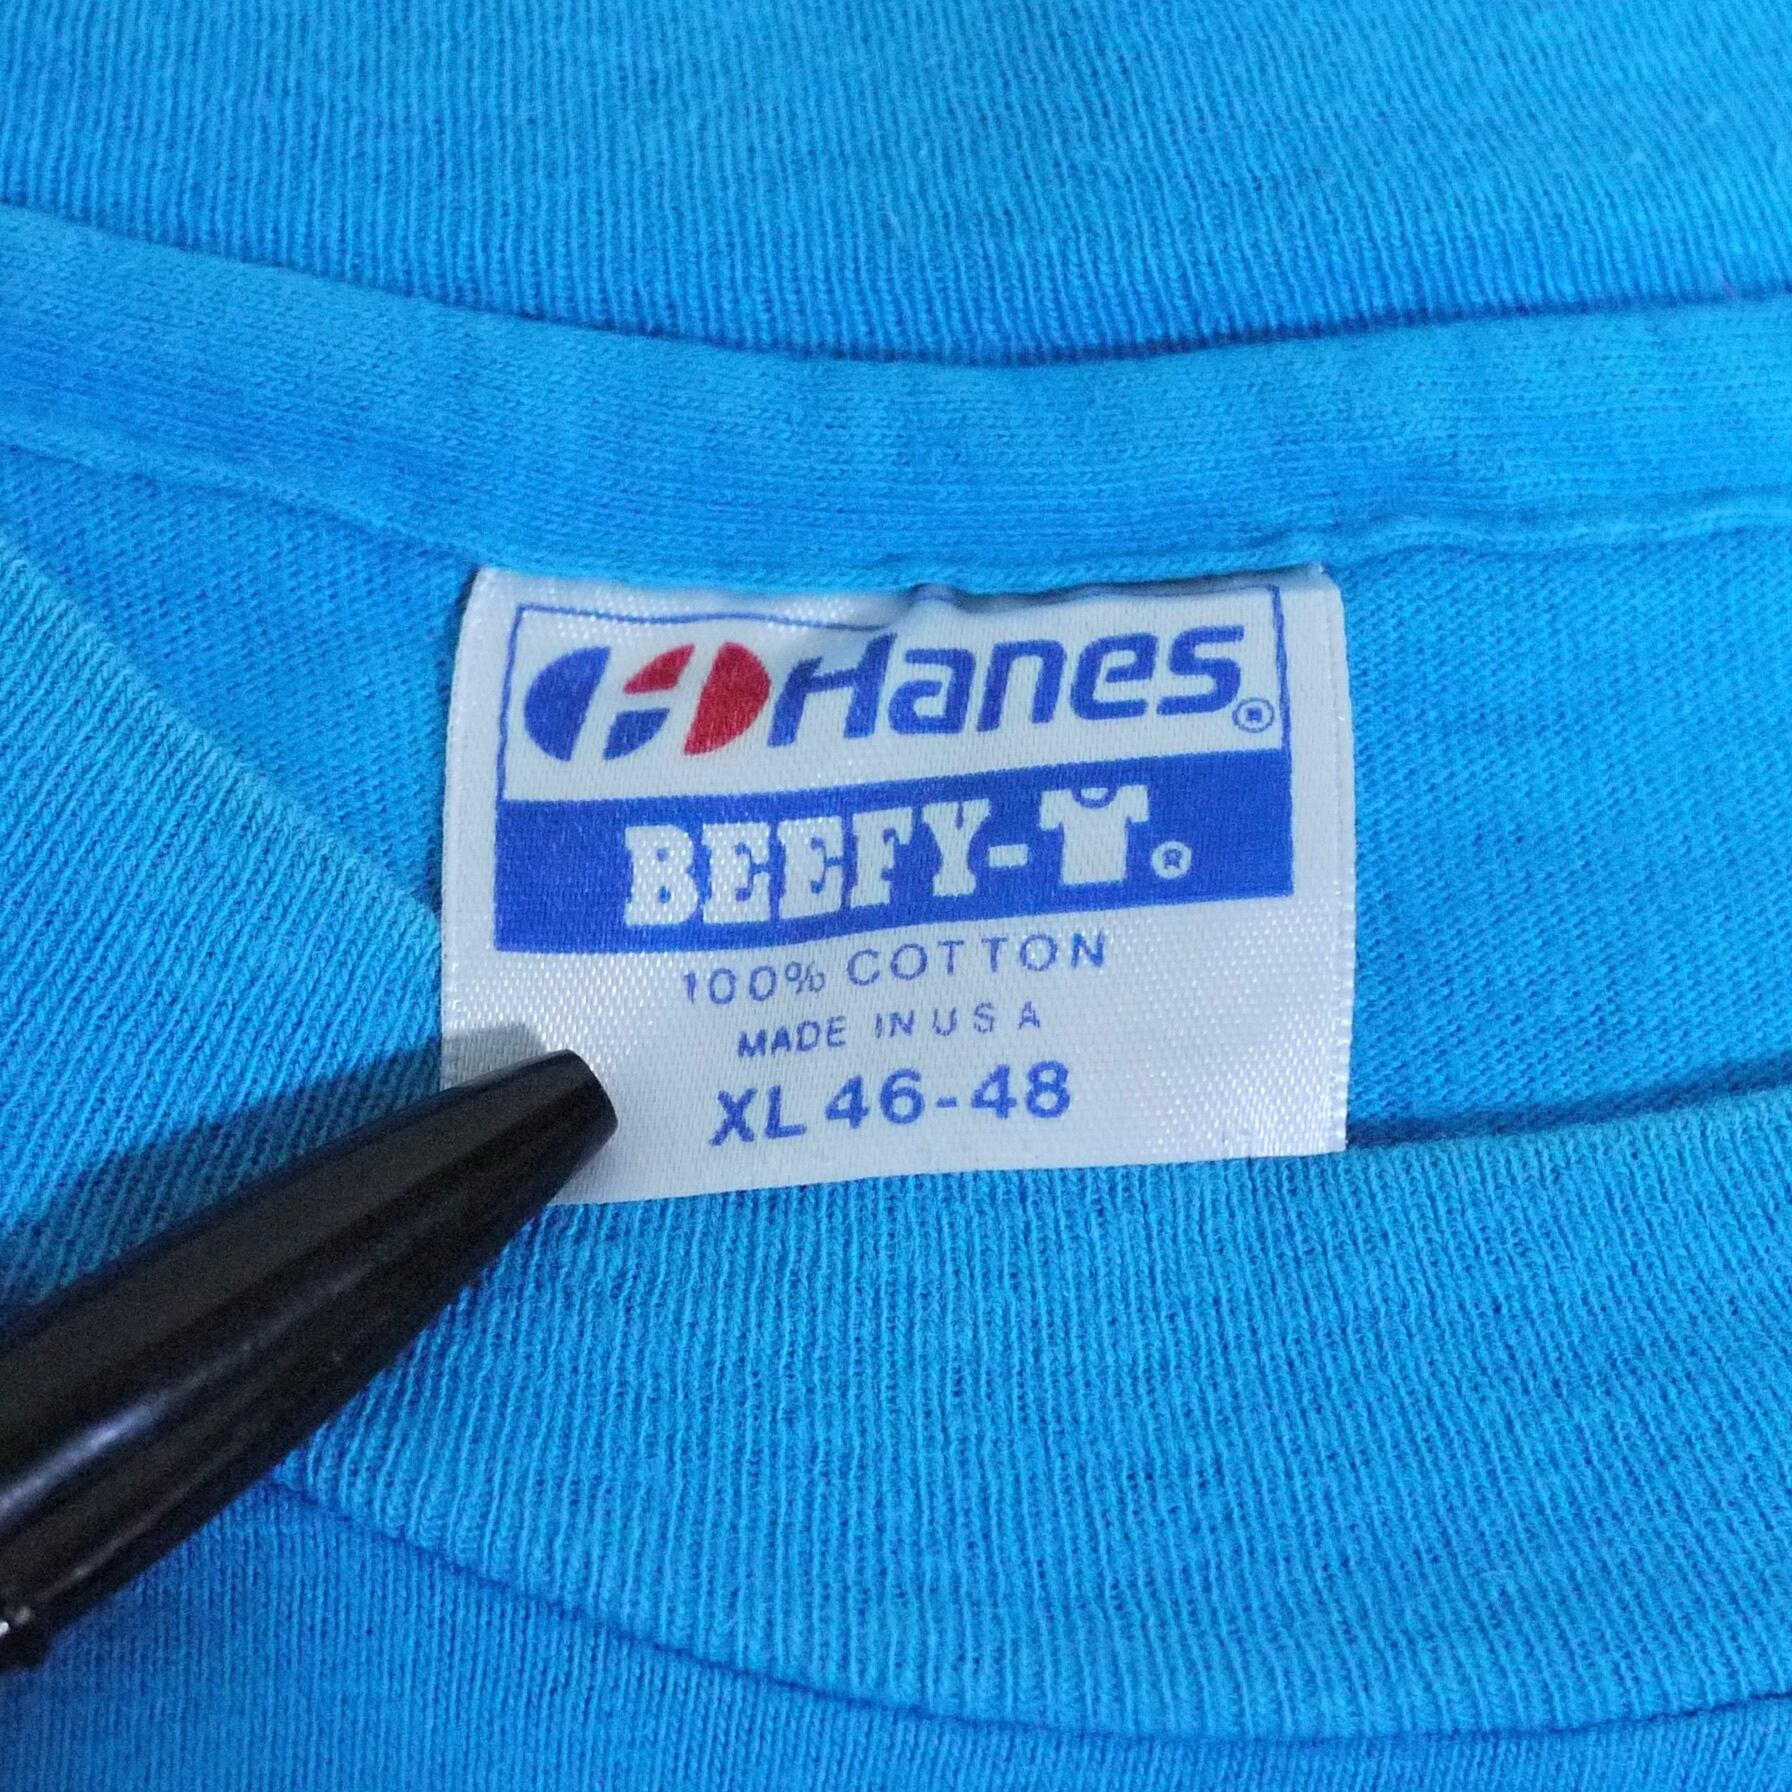 Hanes®
BEEFY-T®
100% COTTON
MADE IN U S A
XL 46-48